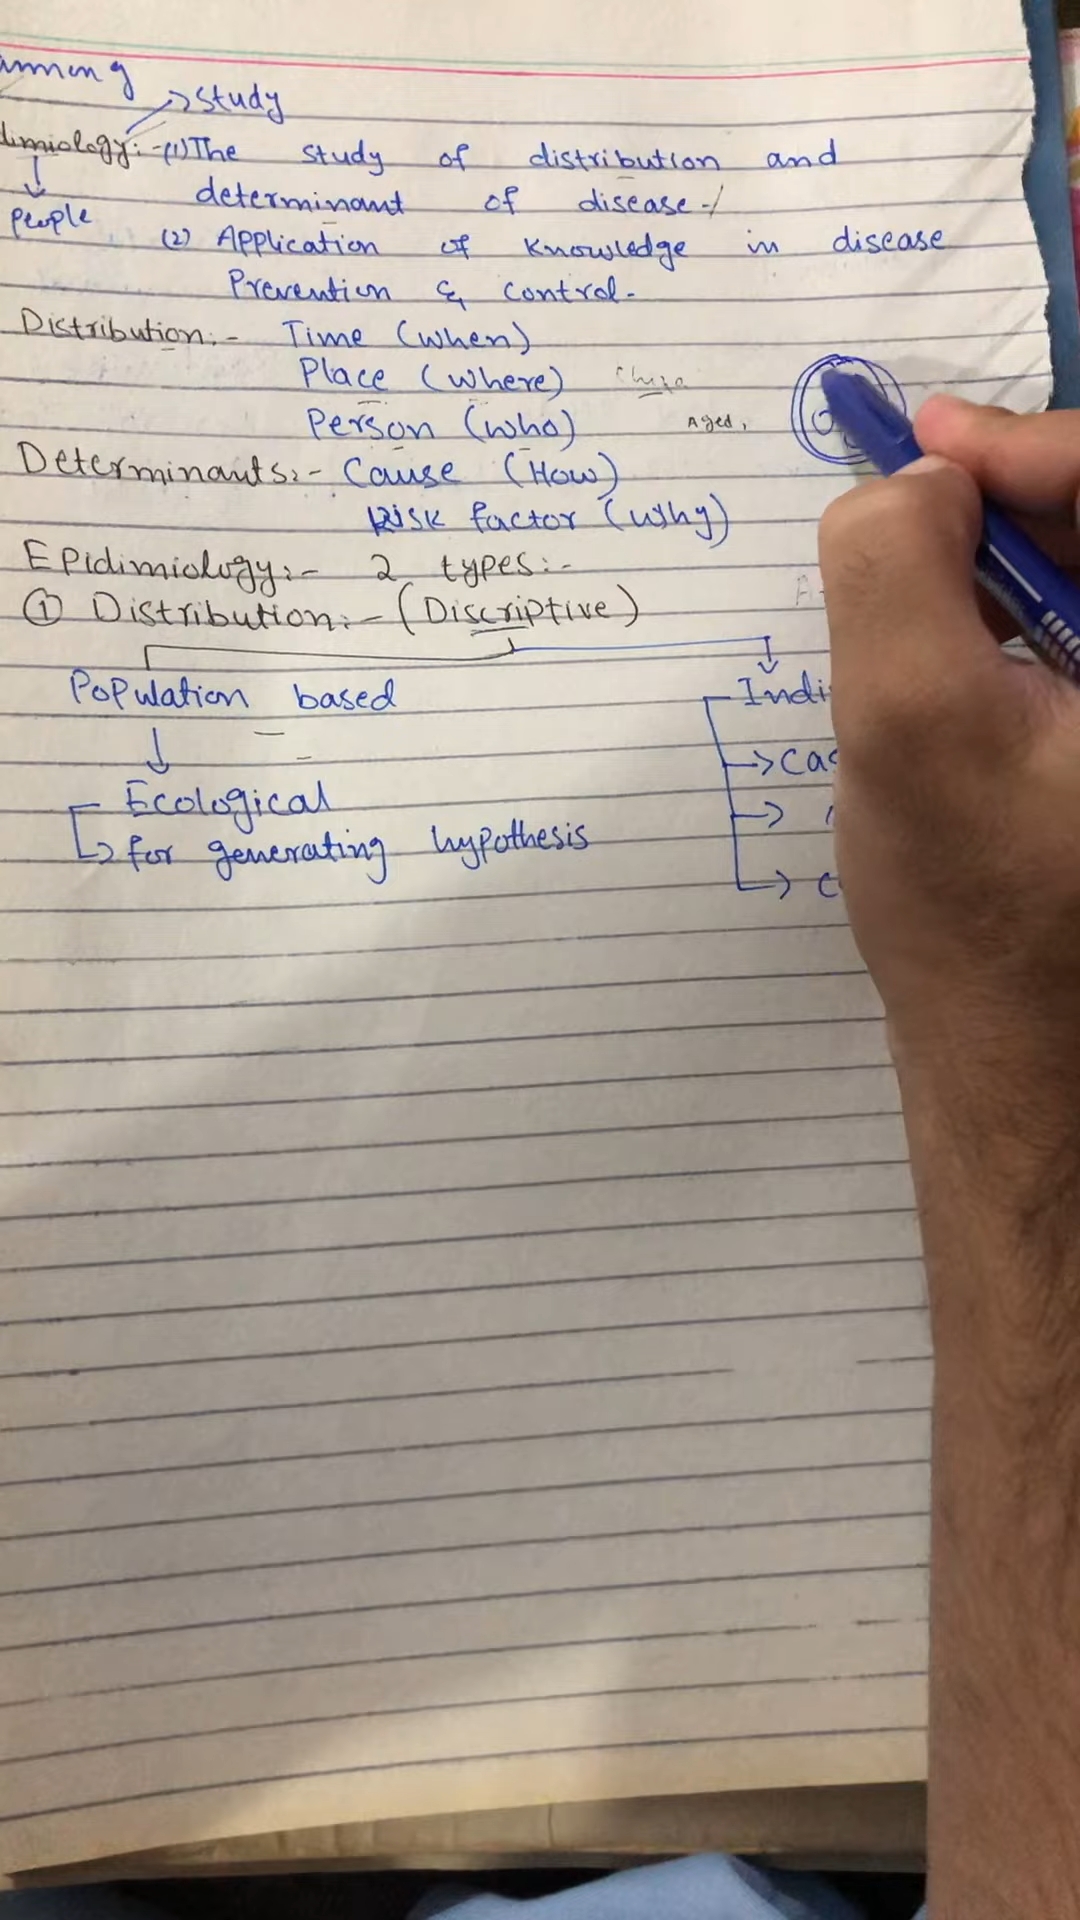 study
(1) The study of distribution and
determinant of disease-/
People
(2) Application of knowledge in disease
Prevention & control-
Distribution:- Time (when)
Place (where) China
Person (who) Aged,
Determinants:- Cause (How)
Risk factor (why)
Epidimiology:- 2 types:-
① Distribution:- (Discriptive)
Population based
Ecological
for generating hypothesis